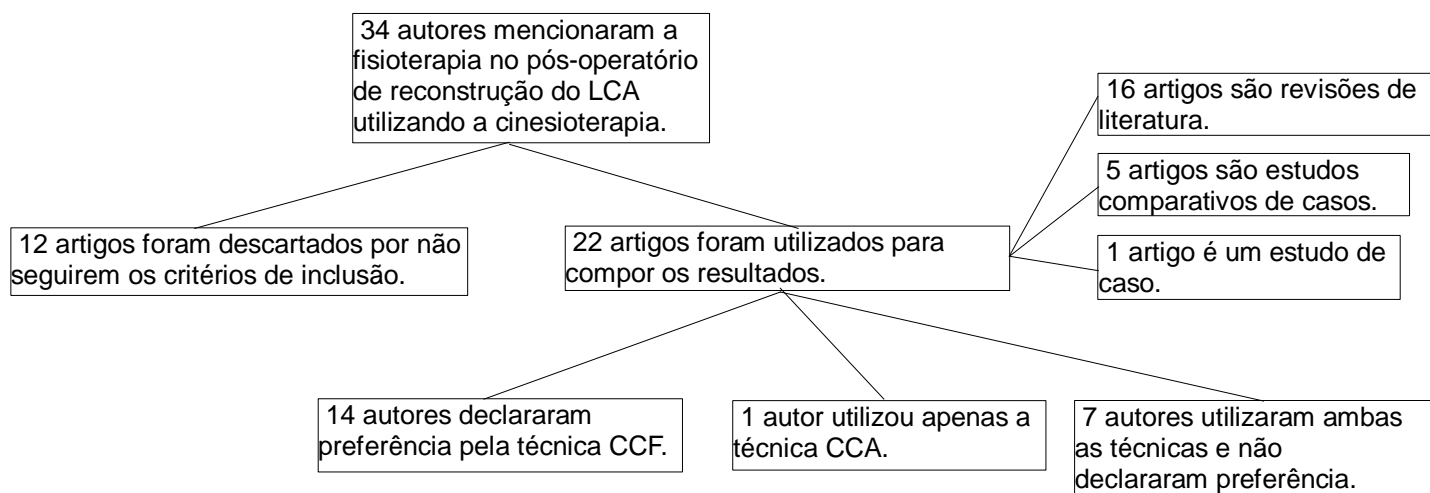 34 autores mencionaram a
fisioterapia no pós-operatório
de reconstrução do LCA
utilizando a cinesioterapia.
16 artigos são revisões de
literatura.
5 artigos são estudos
comparativos de casos.
1 artigo é um estudo de
caso.
12 artigos foram descartados por não
seguirem os critérios de inclusão.
22 artigos foram utilizados para
compor os resultados.
14 autores declararam
preferência pela técnica CCF.
1 autor utilizou apenas a
técnica CCA.
7 autores utilizaram ambas
as técnicas e não
declararam preferência.